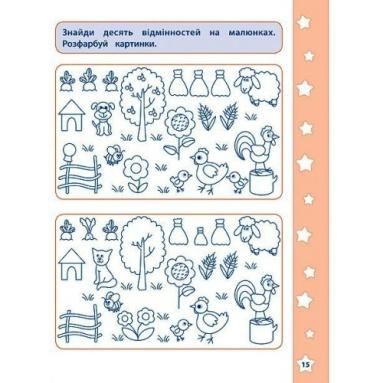 Знайди десять відмінностей на малюнках.
Розфарбуй картинки.
15